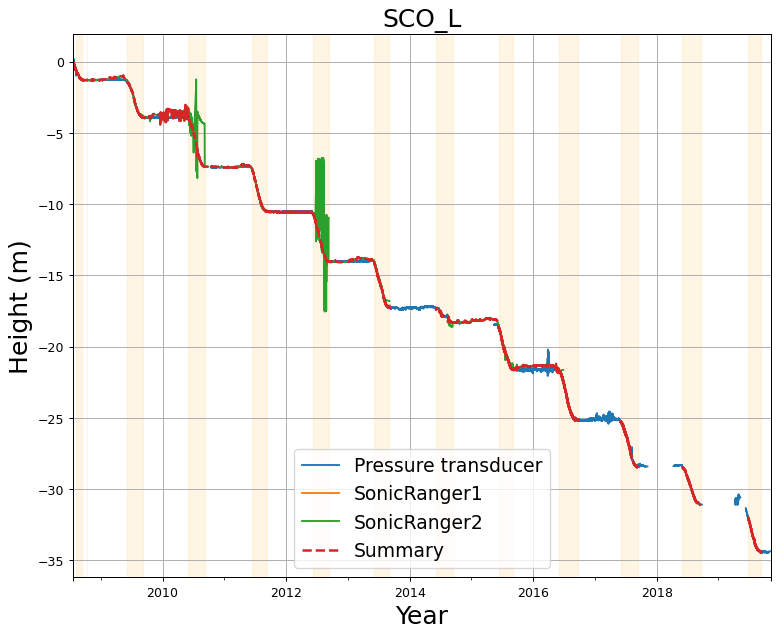 SCO_L
0
−5
−10
−15
−20
−25
−30
−35
Height (m)
Pressure transducer
SonicRanger1
SonicRanger2
Summary
2010
2012
2014
2016
2018
Year